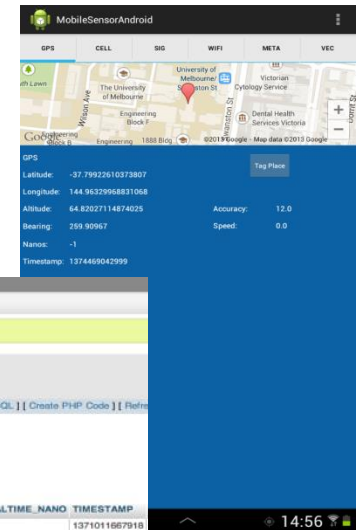 MobileSensorAndroid
GPS CELL SIG WIFI META VEC
The University of Melbourne
University of Melbourne/
Swanston St
Victorian Cytology Service
Engineering Block F
Dental Health Services Victoria
Engineering 1888 Bldg
Google
©2013 Google - Map data ©2013 Google
+
−
GPS
Tag Place
Latitude: -37.79922610373807
Longitude: 144.96329968831068
Altitude: 64.82027114874025 Accuracy: 12.0
Bearing: 259.90967 Speed: 0.0
Nanos: -1
Timestamp: 1374469042999
QL ] [ Create PHP Code ] [ Refre
ALTIME_NANO TIMESTAMP
1371011667918
14:56